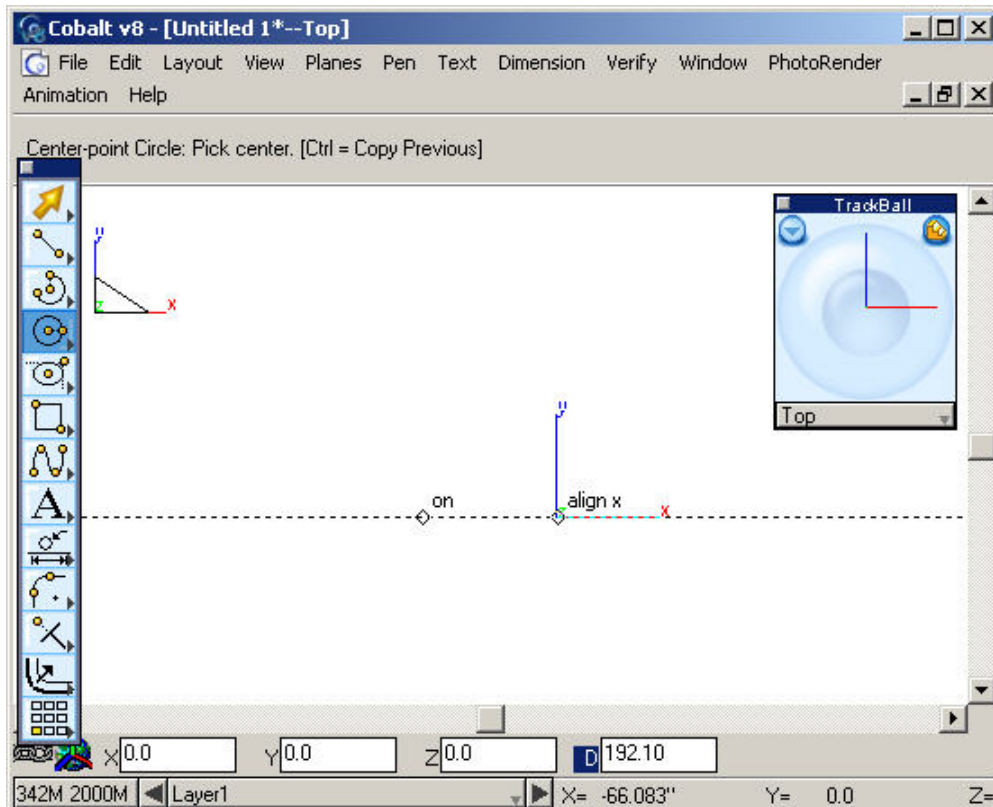 Cobalt v8 - [Untitled 1*--Top]
File Edit Layout View Planes Pen Text Dimension Verify Window PhotoRender
Animation Help
Center-point Circle: Pick center. [Ctrl = Copy Previous]
TrackBall
y
z x
Top
y
on align x x
A
X 0.0 Y 0.0 Z 0.0 D 192.10
342M 2000M Layer1 X= -66.083" Y= 0.0 Z=